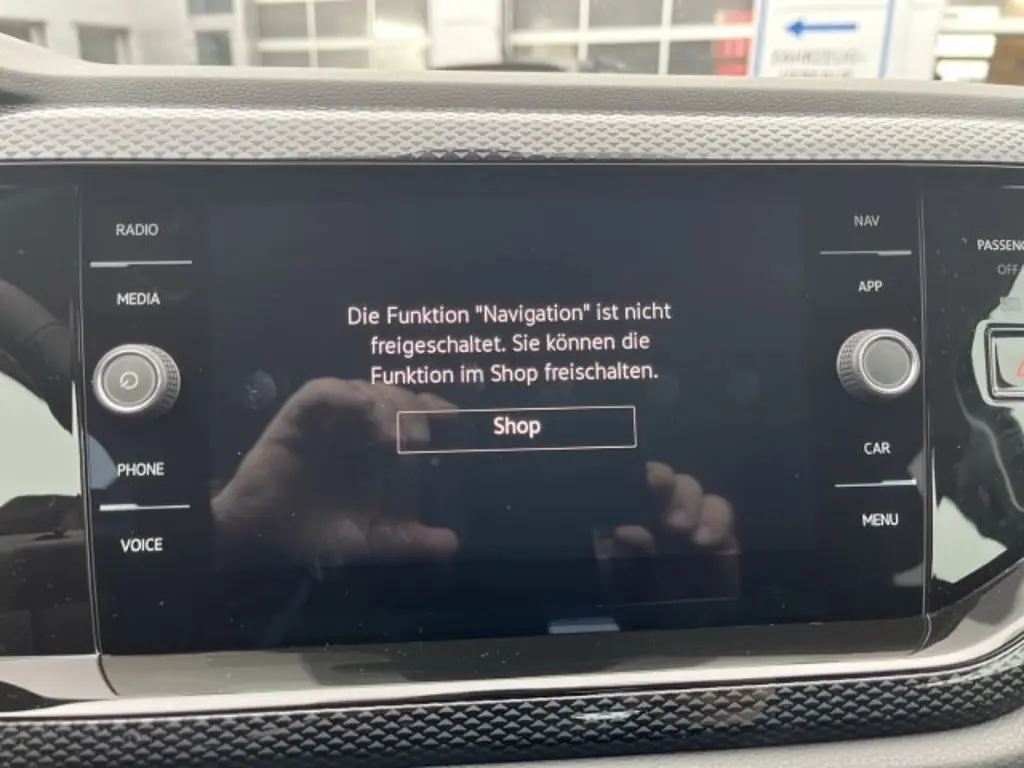 RADIO
MEDIA
PHONE
VOICE
Die Funktion "Navigation" ist nicht
freigeschaltet. Sie können die
Funktion im Shop freischalten.
Shop
NAV
APP
CAR
MENU
OFF